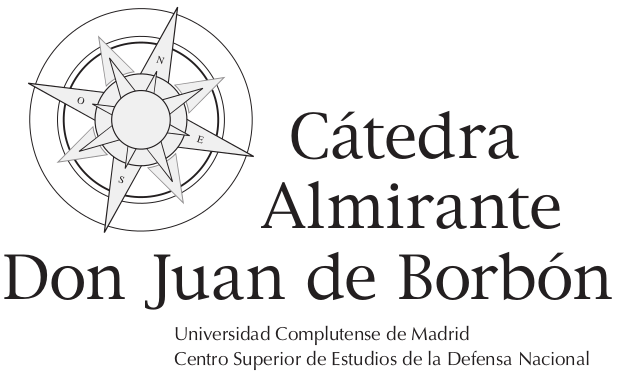 N
O
E
S
Cátedra
Almirante
Don Juan de Borbón
Universidad Complutense de Madrid
Centro Superior de Estudios de la Defensa Nacional